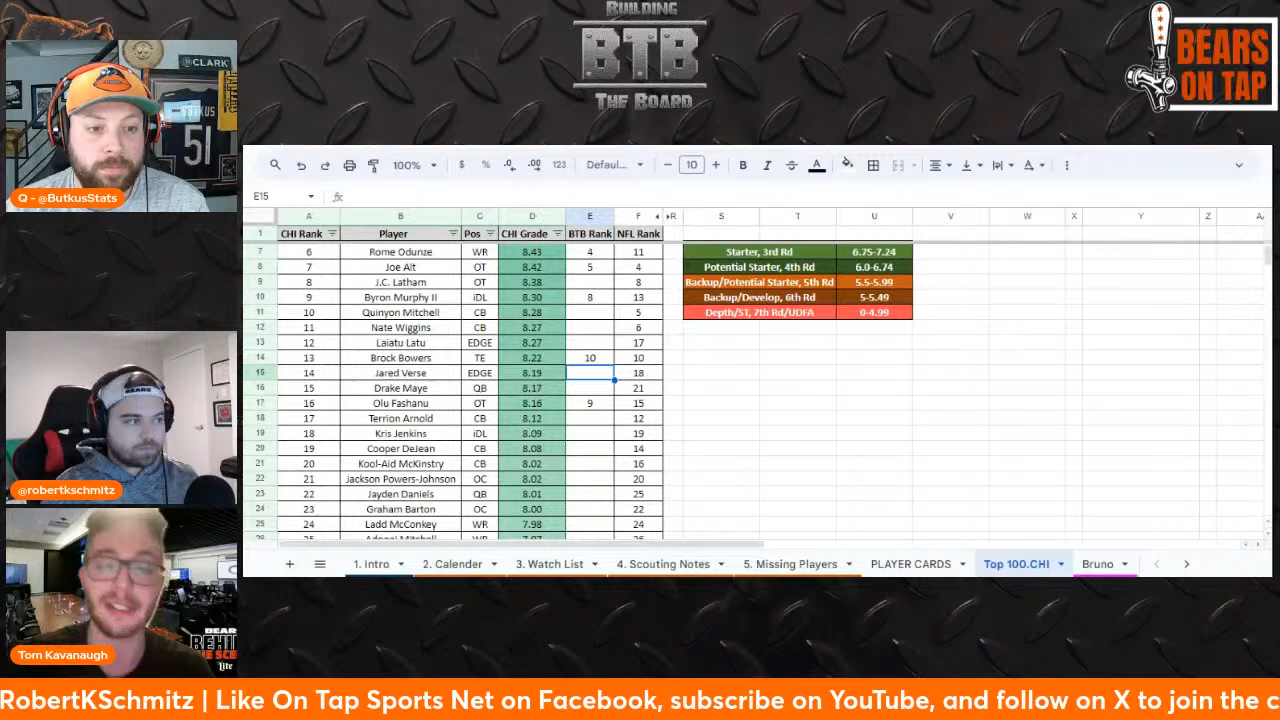 BUILDING
BTB
THE BOARD
BEARS
ON TAP
CLARK
BUTKUS
51
Q - @ButkusStats
BEARS
@robertkschmitz
BEARS
BEHIND
THE SCENES
Lite
Tom Kavanaugh
100% $ % .0 .00 123 Defaul... − 10 + B I S A
E15 fx
A B C D E F R S T U V W X Y Z
1 CHI Rank Player Pos CHI Grade BTB Rank NFL Rank
7 6 Rome Odunze WR 8.43 4 11 Starter, 3rd Rd 6.75-7.24
8 7 Joe Alt OT 8.42 5 4 Potential Starter, 4th Rd 6.0-6.74
9 8 J.C. Latham OT 8.38 8 Backup/Potential Starter, 5th Rd 5.5-5.99
10 9 Byron Murphy II iDL 8.30 8 13 Backup/Develop, 6th Rd 5-5.49
11 10 Quinyon Mitchell CB 8.28 5 Depth/ST, 7th Rd/UDFA 0-4.99
12 11 Nate Wiggins CB 8.27 6
13 12 Laiatu Latu EDGE 8.27 17
14 13 Brock Bowers TE 8.22 10 10
15 14 Jared Verse EDGE 8.19 18
16 15 Drake Maye QB 8.17 21
17 16 Olu Fashanu OT 8.16 9 15
18 17 Terrion Arnold CB 8.12 12
19 18 Kris Jenkins iDL 8.09 19
20 19 Cooper DeJean CB 8.08 14
21 20 Kool-Aid McKinstry CB 8.02 16
22 21 Jackson Powers-Johnson OC 8.02 20
23 22 Jayden Daniels QB 8.01 25
24 23 Graham Barton OC 8.00 22
25 24 Ladd McConkey WR 7.98 24
+ 1. Intro 2. Calender 3. Watch List 4. Scouting Notes 5. Missing Players PLAYER CARDS Top 100.CHI Bruno
RobertKSchmitz | Like On Tap Sports Net on Facebook, subscribe on YouTube, and follow on X to join the c